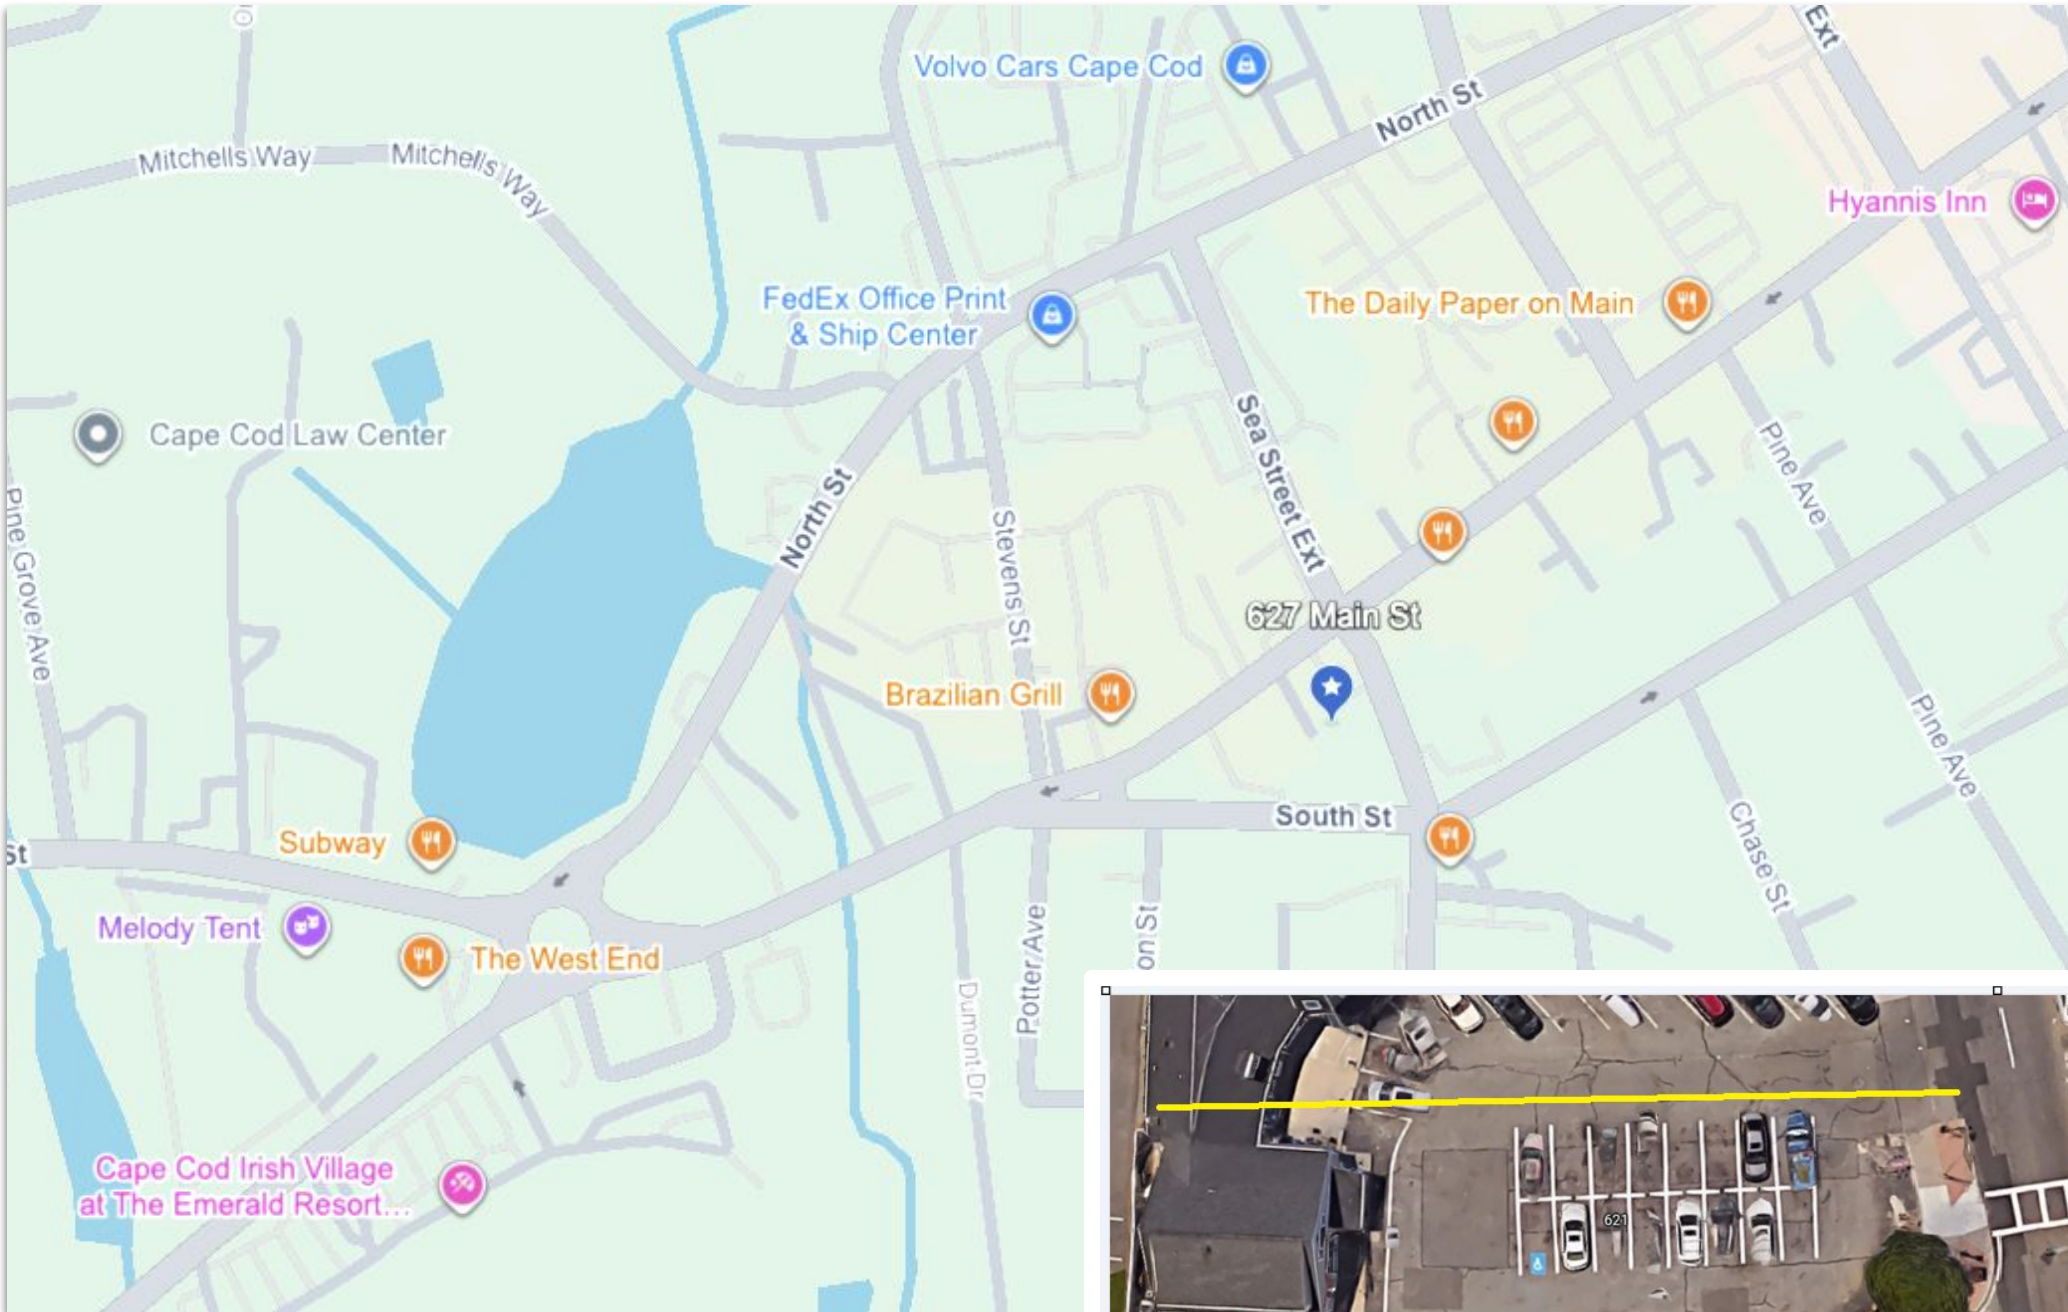 Ext
Volvo Cars Cape Cod
North St
Mitchells Way
Mitchells Way
Hyannis Inn
FedEx Office Print
& Ship Center
The Daily Paper on Main
Cape Cod Law Center
Sea Street Ext
Pine Ave
North St
Stevens St
Pine Grove Ave
627 Main St
Brazilian Grill
Pine Ave
South St
Subway
St
Chase St
Melody Tent
The West End
Potter Ave
on St
Dumont Dr
Cape Cod Irish Village
at The Emerald Resort...
621